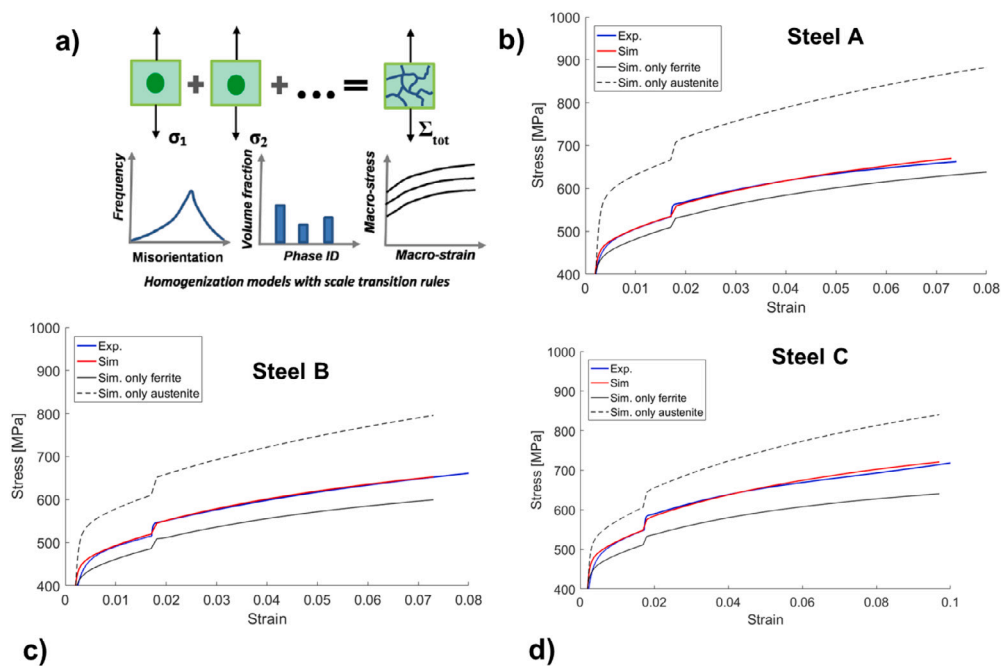 a)
+ + ... =
σ1 σ2 Σtot
Frequency
Misorientation
Volume fraction
Phase ID
Macro-stress
Macro-strain
Homogenization models with scale transition rules
b)
Steel A
Exp.
Sim
Sim. only ferrite
Sim. only austenite
Stress [MPa]
1000
900
800
700
600
500
400
0 0.01 0.02 0.03 0.04 0.05 0.06 0.07 0.08
Strain
Steel B
Exp.
Sim
Sim. only ferrite
Sim. only austenite
Stress [MPa]
1000
900
800
700
600
500
400
0 0.01 0.02 0.03 0.04 0.05 0.06 0.07 0.08
Strain
c)
Steel C
Exp.
Sim
Sim. only ferrite
Sim. only austenite
Stress [MPa]
1000
900
800
700
600
500
400
0 0.02 0.04 0.06 0.08 0.1
Strain
d)